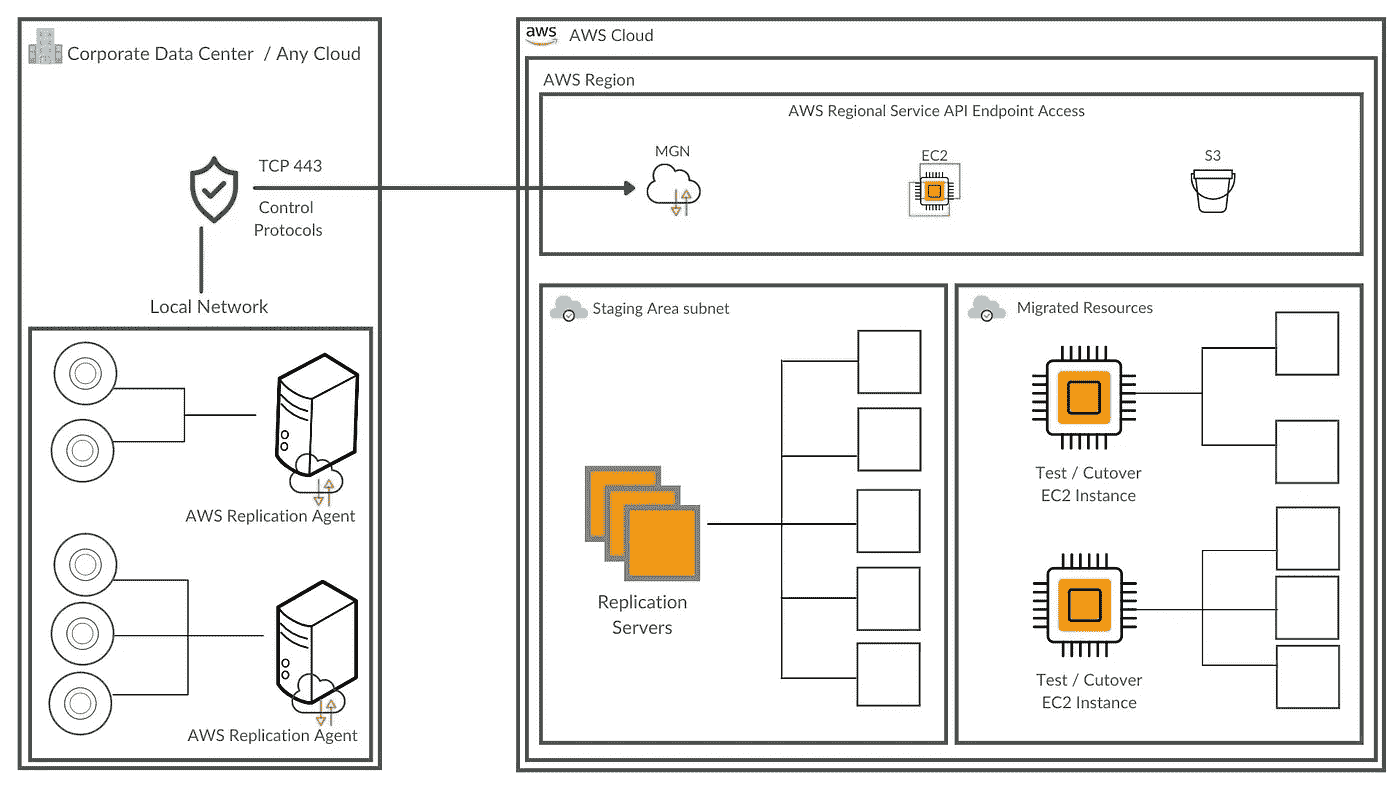 Corporate Data Center / Any Cloud
TCP 443
Control
Protocols
Local Network
AWS Replication Agent
AWS Replication Agent
aws
AWS Cloud
AWS Region
AWS Regional Service API Endpoint Access
MGN
EC2
S3
Staging Area subnet
Replication
Servers
Migrated Resources
Test / Cutover
EC2 Instance
Test / Cutover
EC2 Instance